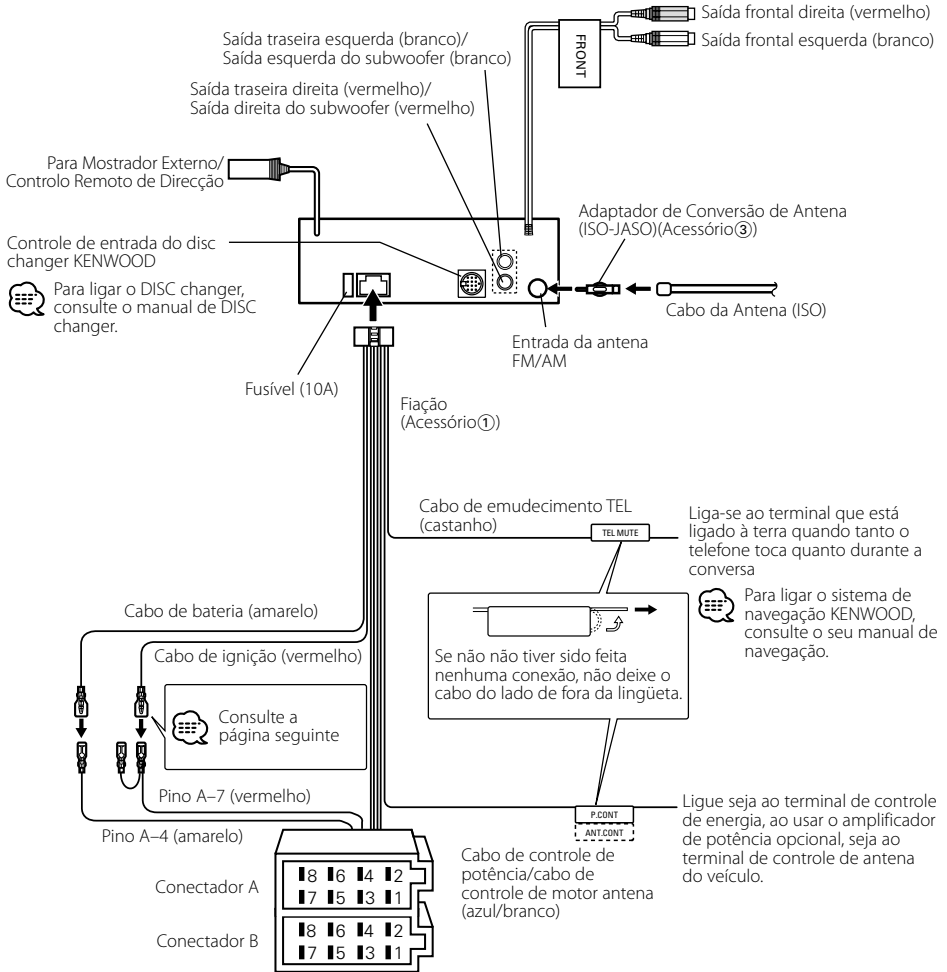 Saída frontal direita (vermelho)
Saída frontal esquerda (branco)
FRONT
Saída traseira esquerda (branco)/
Saída esquerda do subwoofer (branco)
Saída traseira direita (vermelho)/
Saída direita do subwoofer (vermelho)
Para Mostrador Externo/
Controlo Remoto de Direcção
Adaptador de Conversão de Antena
(ISO-JASO)(Acessório③)
Controle de entrada do disc
changer KENWOOD
Para ligar o DISC changer,
consulte o manual de DISC
changer.
Cabo da Antena (ISO)
Entrada da antena
FM/AM
Fusível (10A)
Fiação
(Acessório①)
Cabo de emudecimento TEL
(castanho)
TEL MUTE
Liga-se ao terminal que está
ligado à terra quando tanto o
telefone toca quanto durante a
conversa
Para ligar o sistema de
navegação KENWOOD,
consulte o seu manual de
navegação.
Se não não tiver sido feita
nenhuma conexão, não deixe o
cabo do lado de fora da lingüeta.
Cabo de bateria (amarelo)
Cabo de ignição (vermelho)
Consulte a
página seguinte
Pino A–7 (vermelho)
Pino A–4 (amarelo)
P.CONT
ANT.CONT
Ligue seja ao terminal de controle
de energia, ao usar o amplificador
de potência opcional, seja ao
terminal de controle de antena
do veículo.
Cabo de controle de
potência/cabo de
controle de motor antena
(azul/branco)
Conectador A
8 6 4 2
7 5 3 1
Conectador B
8 6 4 2
7 5 3 1